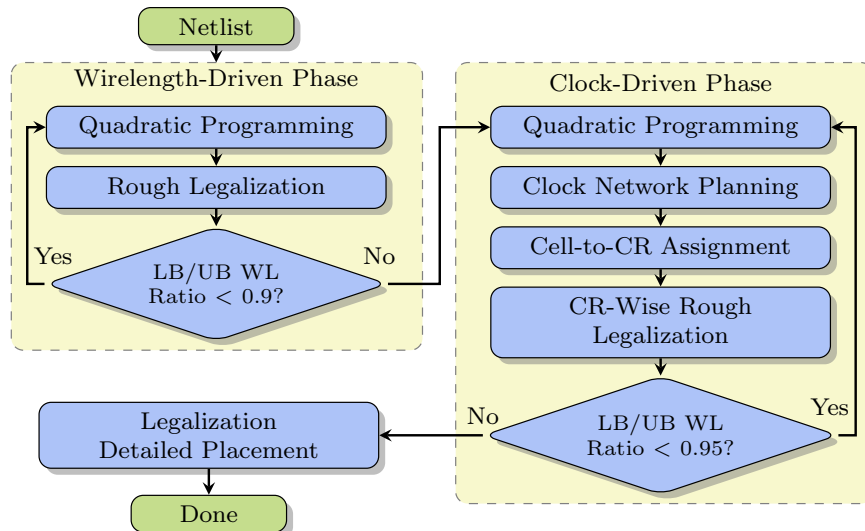 Netlist
Wirelength-Driven Phase
Quadratic Programming
Rough Legalization
Yes
No
LB/UB WL
Ratio < 0.9?
Clock-Driven Phase
Quadratic Programming
Clock Network Planning
Cell-to-CR Assignment
CR-Wise Rough
Legalization
No
Yes
LB/UB WL
Ratio < 0.95?
Legalization
Detailed Placement
Done